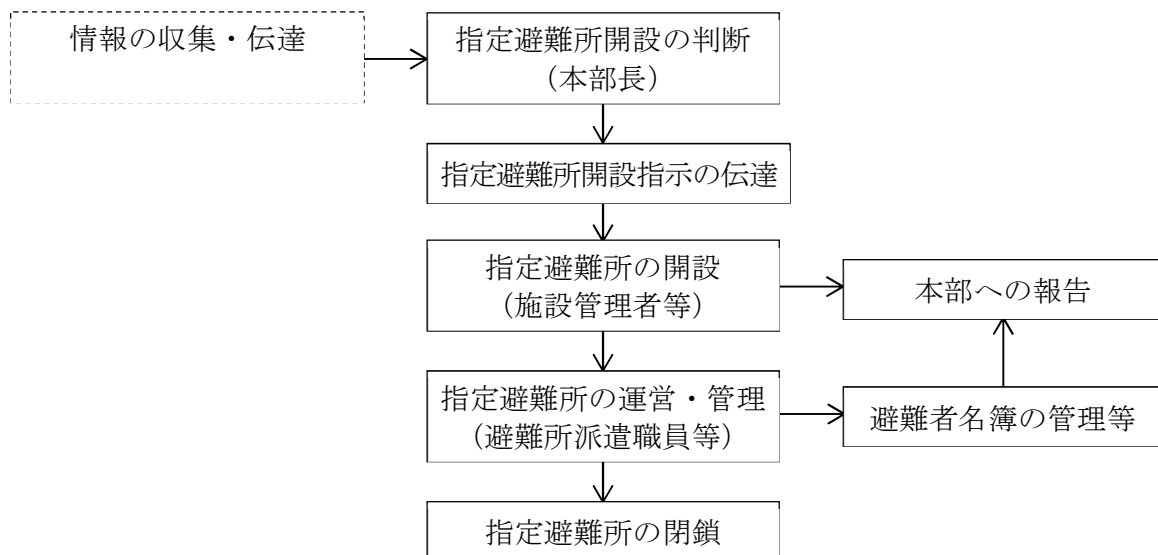 情報の収集・伝達
指定避難所開設の判断
（本部長）
指定避難所開設指示の伝達
指定避難所の開設
（施設管理者等）
本部への報告
指定避難所の運営・管理
（避難所派遣職員等）
避難者名簿の管理等
指定避難所の閉鎖